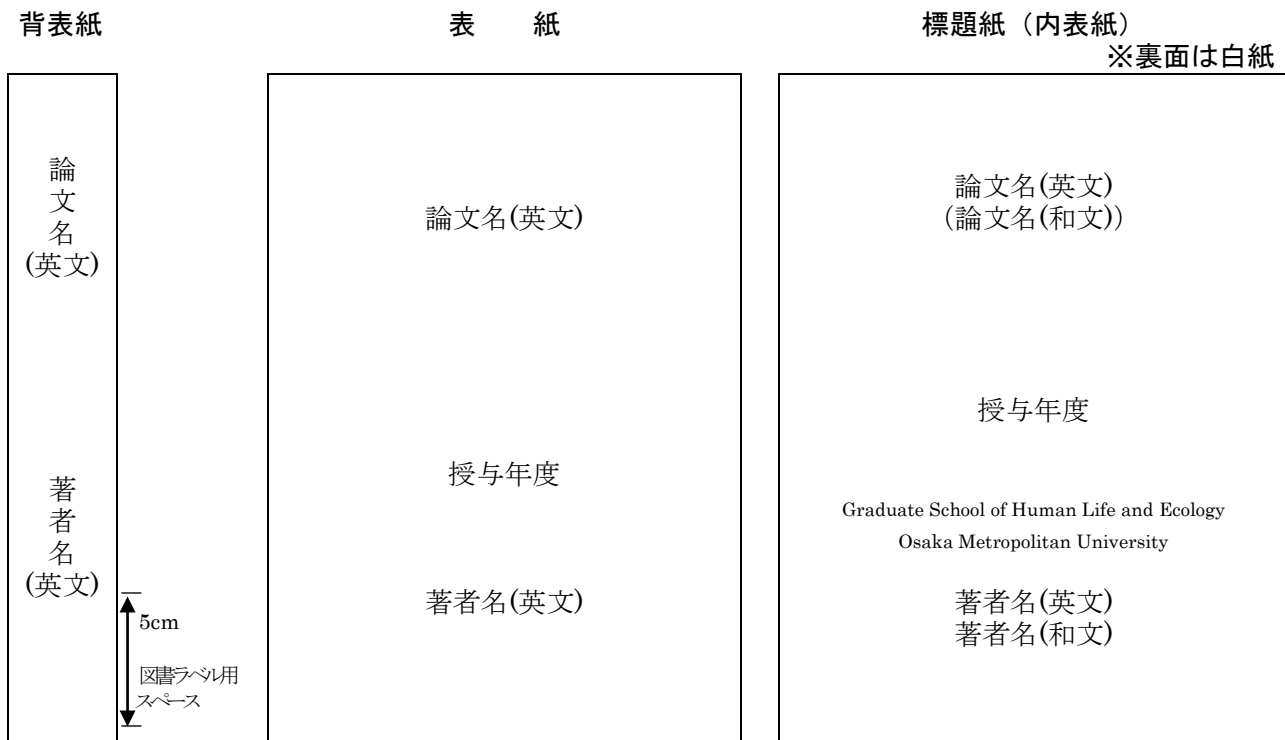 背表紙
表　　紙
標題紙（内表紙）
※裏面は白紙
論
文
名
(英文)
著
者
名
(英文)
5cm
図書ラベル用
スペース
論文名(英文)
授与年度
著者名(英文)
論文名(英文)
（論文名(和文)）
授与年度
Graduate School of Human Life and Ecology
Osaka Metropolitan University
著者名(英文)
著者名(和文)